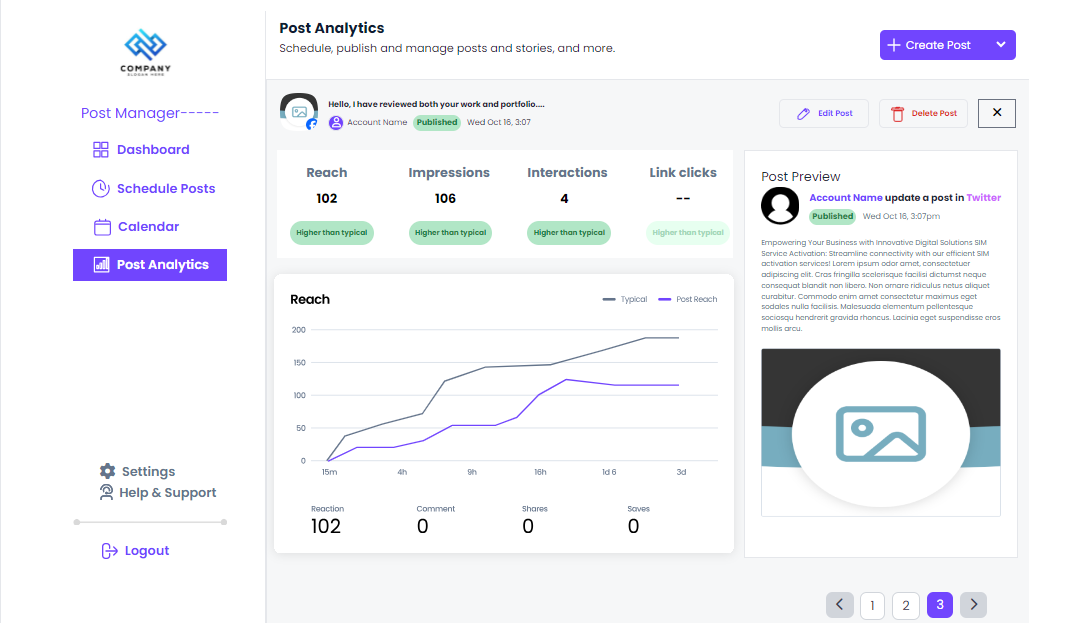 COMPANY
SLOGAN HERE
Post Manager-----
Dashboard
Schedule Posts
Calendar
Post Analytics
Settings
Help & Support
Logout
Post Analytics
Schedule, publish and manage posts and stories, and more.
Create Post
Hello, I have reviewed both your work and portfolio....
Account Name Published Wed Oct 16, 3:07
Edit Post
Delete Post
Reach Impressions Interactions Link clicks
102 106 4 --
Higher than typical Higher than typical Higher than typical Higher than typical
Reach
Typical Post Reach
200
150
100
50
0
15m 4h 9h 16h 1d 6 3d
Reaction Comment Shares Saves
102 0 0 0
Post Preview
Account Name update a post in Twitter
Published Wed Oct 16, 3:07pm
Empowering Your Business with Innovative Digital Solutions SIM
Service Activation: Streamline connectivity with our efficient SIM
activation services! Lorem ipsum odor amet, consectetuer
adipiscing elit. Cras fringilla scelerisque facilisi dictumst neque
consequat blandit non libero. Non ornare ridiculus netus aliquet
curabitur. Commodo enim amet consectetur maximus eget
sodales nulla facilisis. Malesuada elementum pellentesque
sociosqu hendrerit gravida rhoncus. Lacinia eget suspendisse eros
mollis arcu.
1 2 3